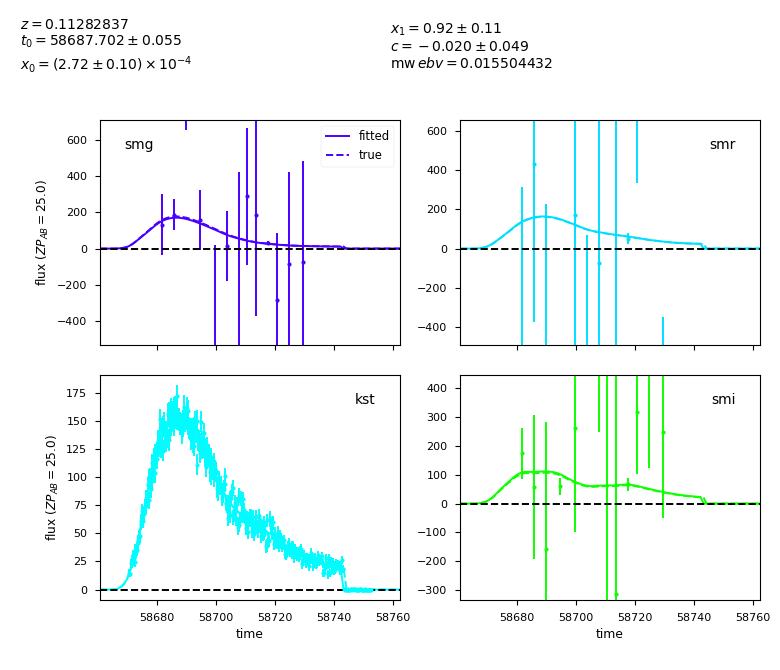 z = 0.11282837
t₀ = 58687.702 ± 0.055
x₀ = (2.72 ± 0.10) × 10⁻⁴
x₁ = 0.92 ± 0.11
c = −0.020 ± 0.049
mw ebv = 0.015504432
smg
fitted
true
600
400
200
0
−200
−400
flux (ZP_AB = 25.0)
smr
600
400
200
0
−200
−400
kst
175
150
125
100
75
50
25
0
flux (ZP_AB = 25.0)
58680 58700 58720 58740 58760
time
smi
400
300
200
100
0
−100
−200
−300
58680 58700 58720 58740 58760
time